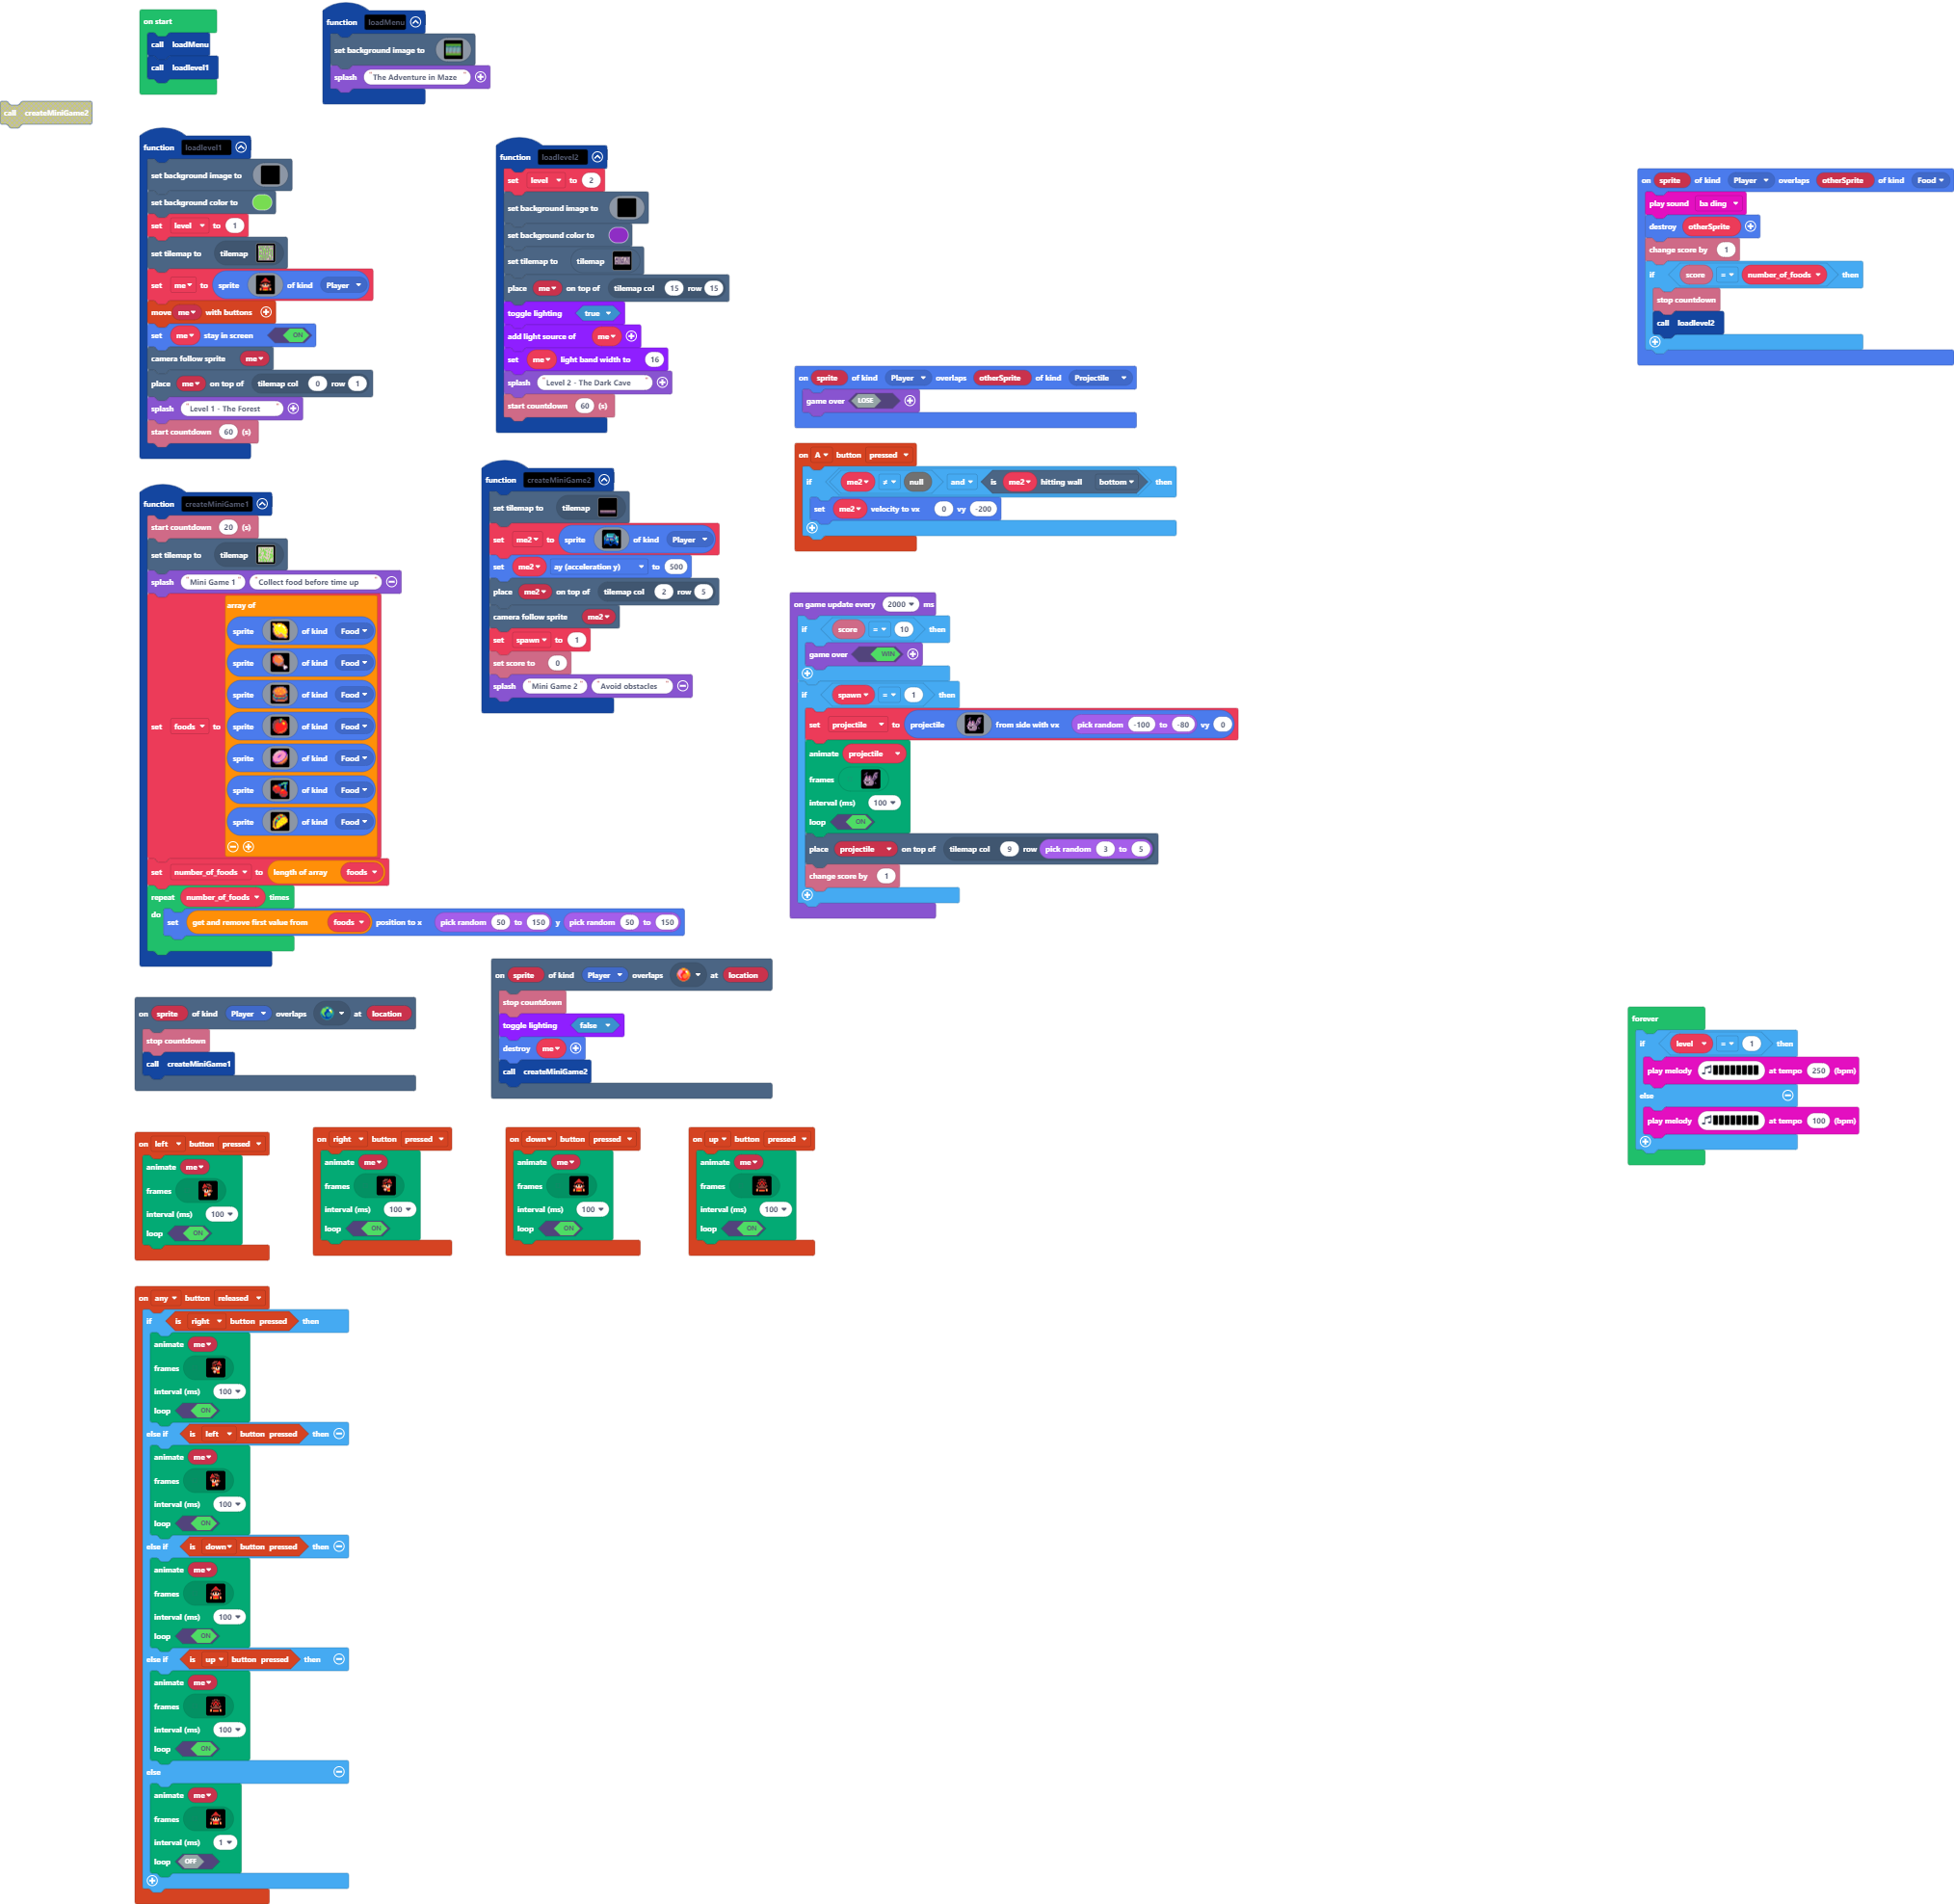 on start
call loadMenu
call loadlevel1
function loadMenu
set background image to
splash "The Adventure in Maze"
call createMiniGame2
function loadlevel1
set background image to
set background color to
set level to 1
set tilemap to tilemap
set me to sprite of kind Player
move me with buttons
set me stay in screen ON
camera follow sprite me
place me on top of tilemap col 0 row 1
splash "Level 1 - The Forest"
start countdown 60 (s)
function loadlevel2
set level to 2
set background image to
set background color to
set tilemap to tilemap
place me on top of tilemap col 15 row 15
toggle lighting true
add light source of me
set me light band width to 16
splash "Level 2 - The Dark Cave"
start countdown 60 (s)
on sprite of kind Player overlaps otherSprite of kind Food
play sound ba ding
destroy otherSprite
change score by 1
if score = number_of_foods then
stop countdown
call loadlevel2
on sprite of kind Player overlaps otherSprite of kind Projectile
game over LOSE
on A button pressed
if me2 ≠ null and is me2 hitting wall bottom then
set me2 velocity to vx 0 vy -200
function createMiniGame1
start countdown 20 (s)
set tilemap to tilemap
splash "Mini Game 1" "Collect food before time up"
array of
sprite of kind Food
sprite of kind Food
sprite of kind Food
set foods to sprite of kind Food
sprite of kind Food
sprite of kind Food
sprite of kind Food
set number_of_foods to length of array foods
repeat number_of_foods times
do set get and remove first value from foods position to x pick random 50 to 150 y pick random 50 to 150
function createMiniGame2
set tilemap to tilemap
set me2 to sprite of kind Player
set me2 ay (acceleration y) to 500
place me2 on top of tilemap col 2 row 5
camera follow sprite me2
set spawn to 1
set score to 0
splash "Mini Game 2" "Avoid obstacles"
on game update every 2000 ms
if score = 10 then
game over WIN
if spawn = 1 then
set projectile to projectile from side with vx pick random -100 to -80 vy 0
animate projectile
frames
interval (ms) 100
loop ON
place projectile on top of tilemap col 9 row pick random 3 to 5
change score by 1
on sprite of kind Player overlaps at location
stop countdown
call createMiniGame1
on sprite of kind Player overlaps at location
stop countdown
toggle lighting false
destroy me
call createMiniGame2
forever
if level = 1 then
play melody at tempo 250 (bpm)
else
play melody at tempo 100 (bpm)
on left button pressed
animate me
frames
interval (ms) 100
loop ON
on right button pressed
animate me
frames
interval (ms) 100
loop ON
on down button pressed
animate me
frames
interval (ms) 100
loop ON
on up button pressed
animate me
frames
interval (ms) 100
loop ON
on any button released
if is right button pressed then
animate me
frames
interval (ms) 100
loop ON
else if is left button pressed then
animate me
frames
interval (ms) 100
loop ON
else if is down button pressed then
animate me
frames
interval (ms) 100
loop ON
else if is up button pressed then
animate me
frames
interval (ms) 100
loop ON
else
animate me
frames
interval (ms) 1
loop OFF